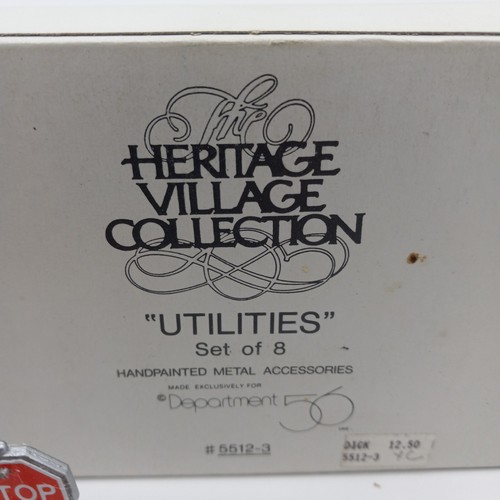 The
HERITAGE
VILLAGE
COLLECTION
"UTILITIES"
Set of 8
HANDPAINTED METAL ACCESSORIES
MADE EXCLUSIVELY FOR
©Department 56
#5512-3
DIGK 12.50
5512-3
STOP